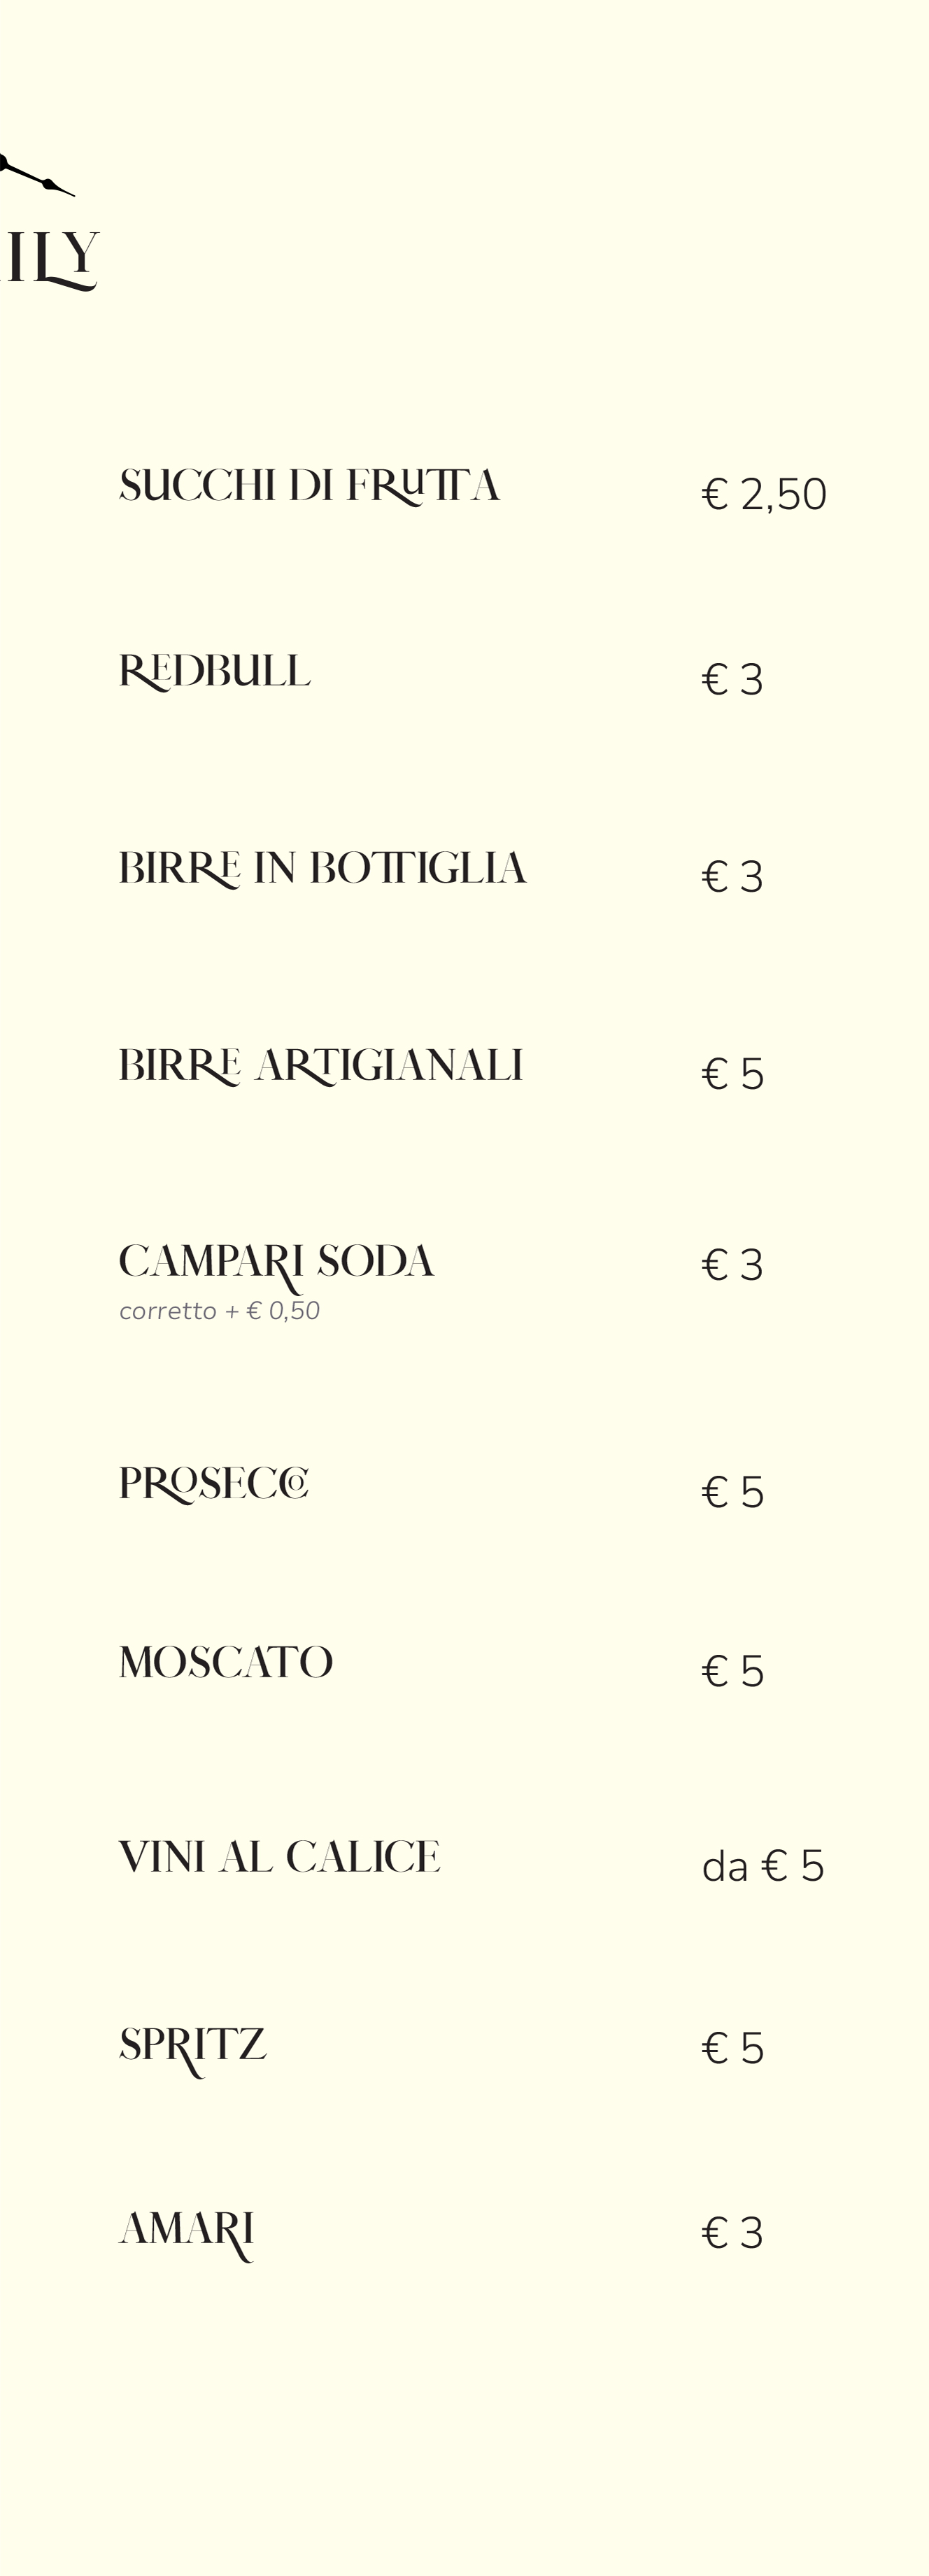 ILY
SUCCHI DI FRUTTA € 2,50
REDBULL € 3
BIRRE IN BOTTIGLIA € 3
BIRRE ARTIGIANALI € 5
CAMPARI SODA € 3
corretto + € 0,50
PROSECCO € 5
MOSCATO € 5
VINI AL CALICE da € 5
SPRITZ € 5
AMARI € 3